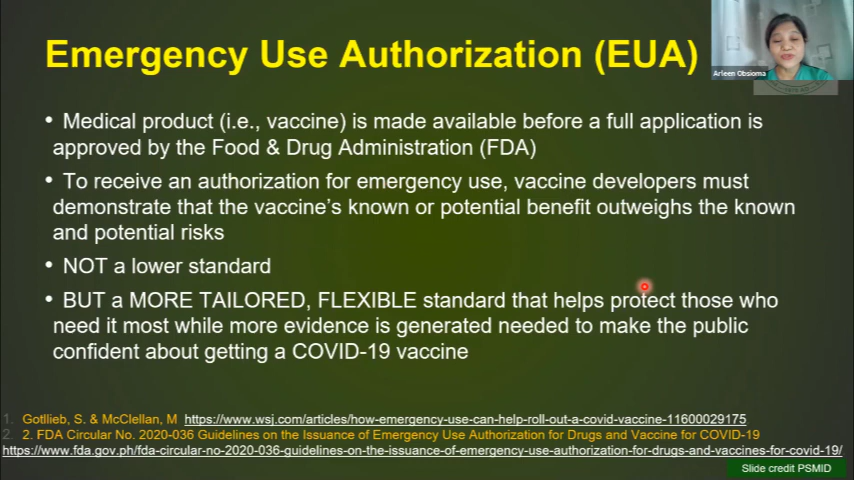 Emergency Use Authorization (EUA)
Arleen Obsioma
• Medical product (i.e., vaccine) is made available before a full application is
approved by the Food & Drug Administration (FDA)
• To receive an authorization for emergency use, vaccine developers must
demonstrate that the vaccine's known or potential benefit outweighs the known
and potential risks
• NOT a lower standard
• BUT a MORE TAILORED, FLEXIBLE standard that helps protect those who
need it most while more evidence is generated needed to make the public
confident about getting a COVID-19 vaccine
1. Gotllieb, S. & McClellan, M https://www.wsj.com/articles/how-emergency-use-can-help-roll-out-a-covid-vaccine-11600029175
2. 2. FDA Circular No. 2020-036 Guidelines on the Issuance of Emergency Use Authorization for Drugs and Vaccine for COVID-19
https://www.fda.gov.ph/fda-circular-no-2020-036-guidelines-on-the-issuance-of-emergency-use-authorization-for-drugs-and-vaccines-for-covid-19/
Slide credit PSMID